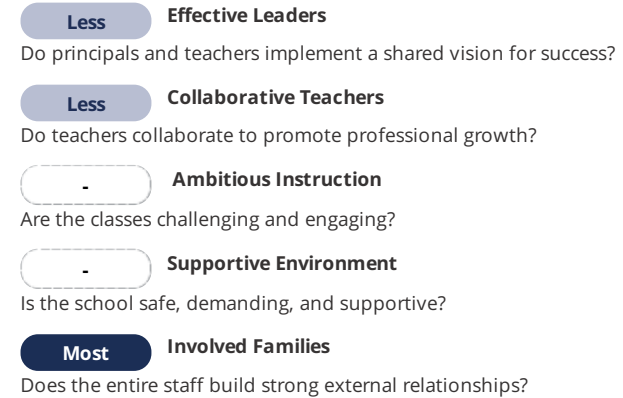 Less Effective Leaders
Do principals and teachers implement a shared vision for success?
Less Collaborative Teachers
Do teachers collaborate to promote professional growth?
- Ambitious Instruction
Are the classes challenging and engaging?
- Supportive Environment
Is the school safe, demanding, and supportive?
Most Involved Families
Does the entire staff build strong external relationships?